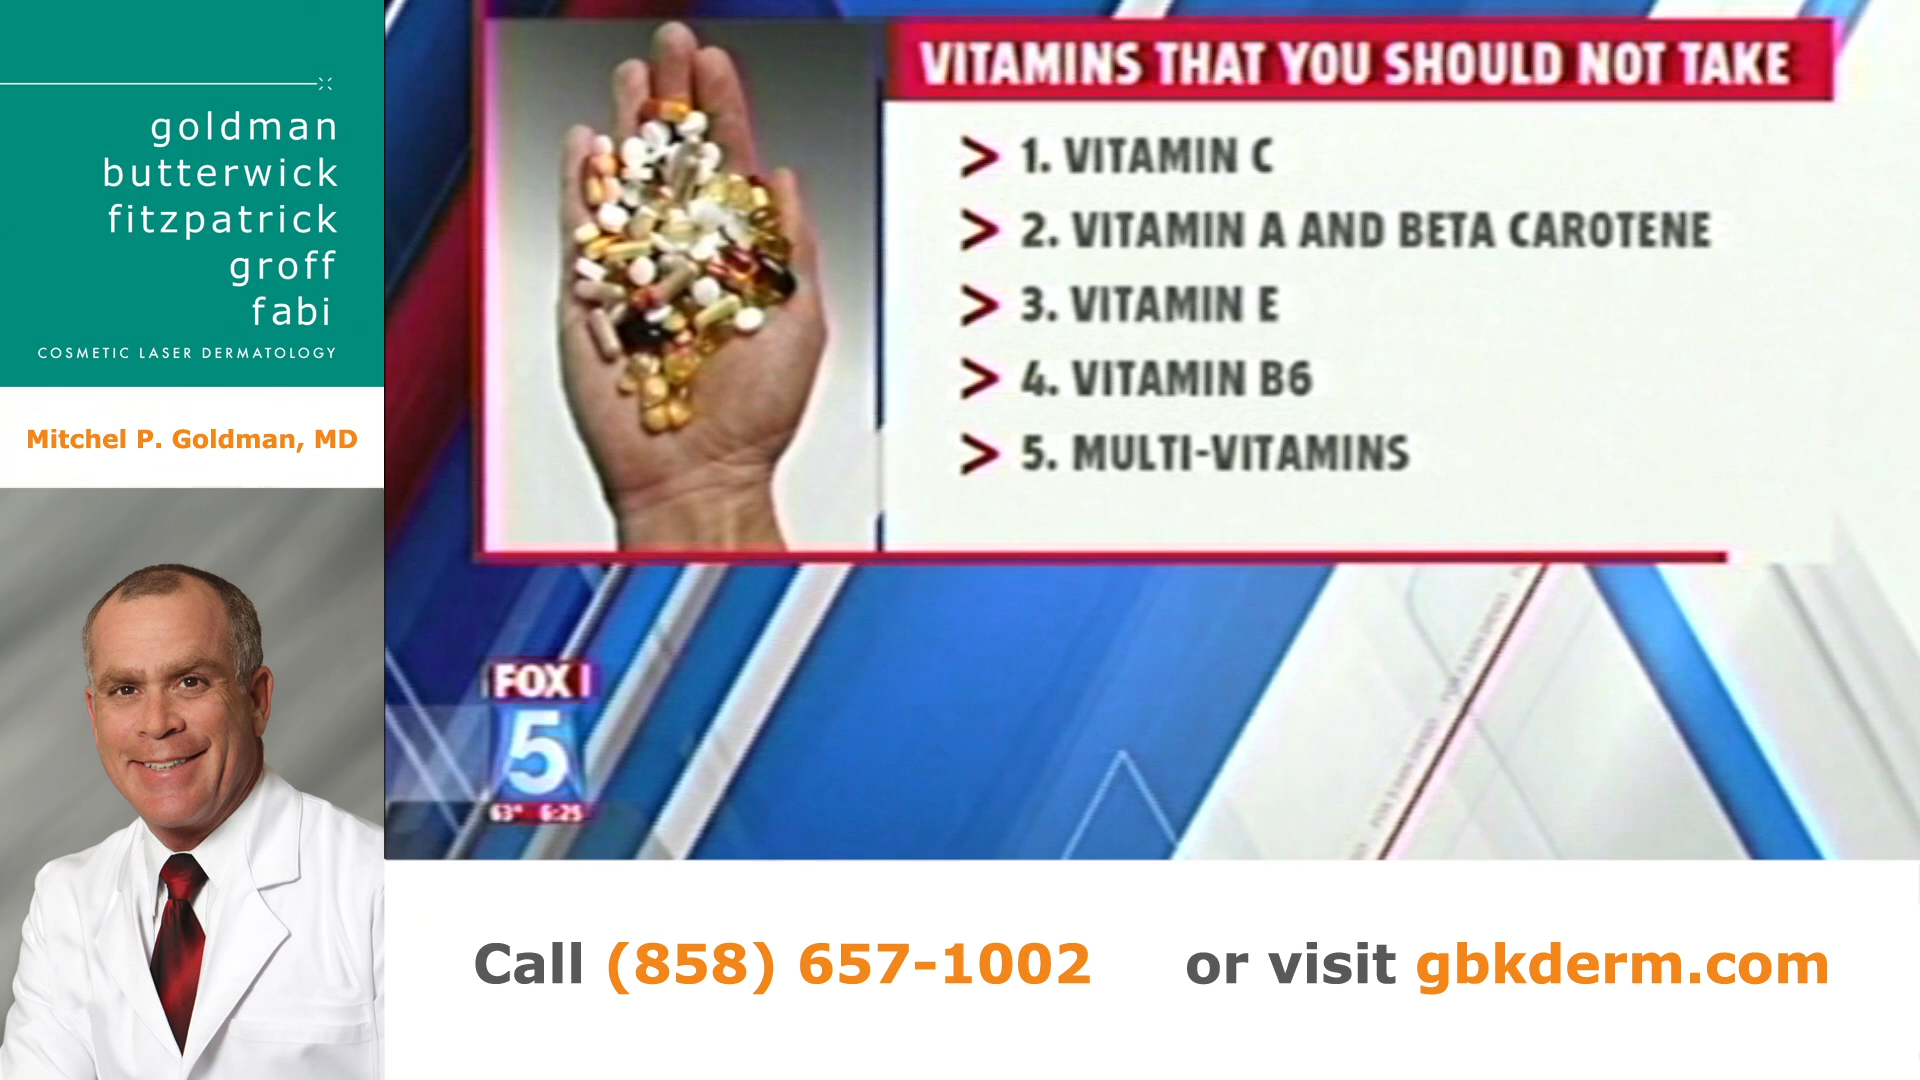 goldman
butterwick
fitzpatrick
groff
fabi
COSMETIC LASER DERMATOLOGY
Mitchel P. Goldman, MD
VITAMINS THAT YOU SHOULD NOT TAKE
> 1. VITAMIN C
> 2. VITAMIN A AND BETA CAROTENE
> 3. VITAMIN E
> 4. VITAMIN B6
> 5. MULTI-VITAMINS
FOX
5
63° 6:25
Call (858) 657-1002 or visit gbkderm.com